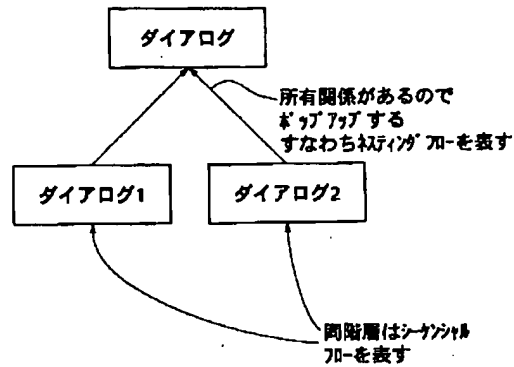 ダイアログ
所有関係があるので
ポップアップする
すなわちネスティングフローを表す
ダイアログ1
ダイアログ2
同階層はシーケンシャル
フローを表す